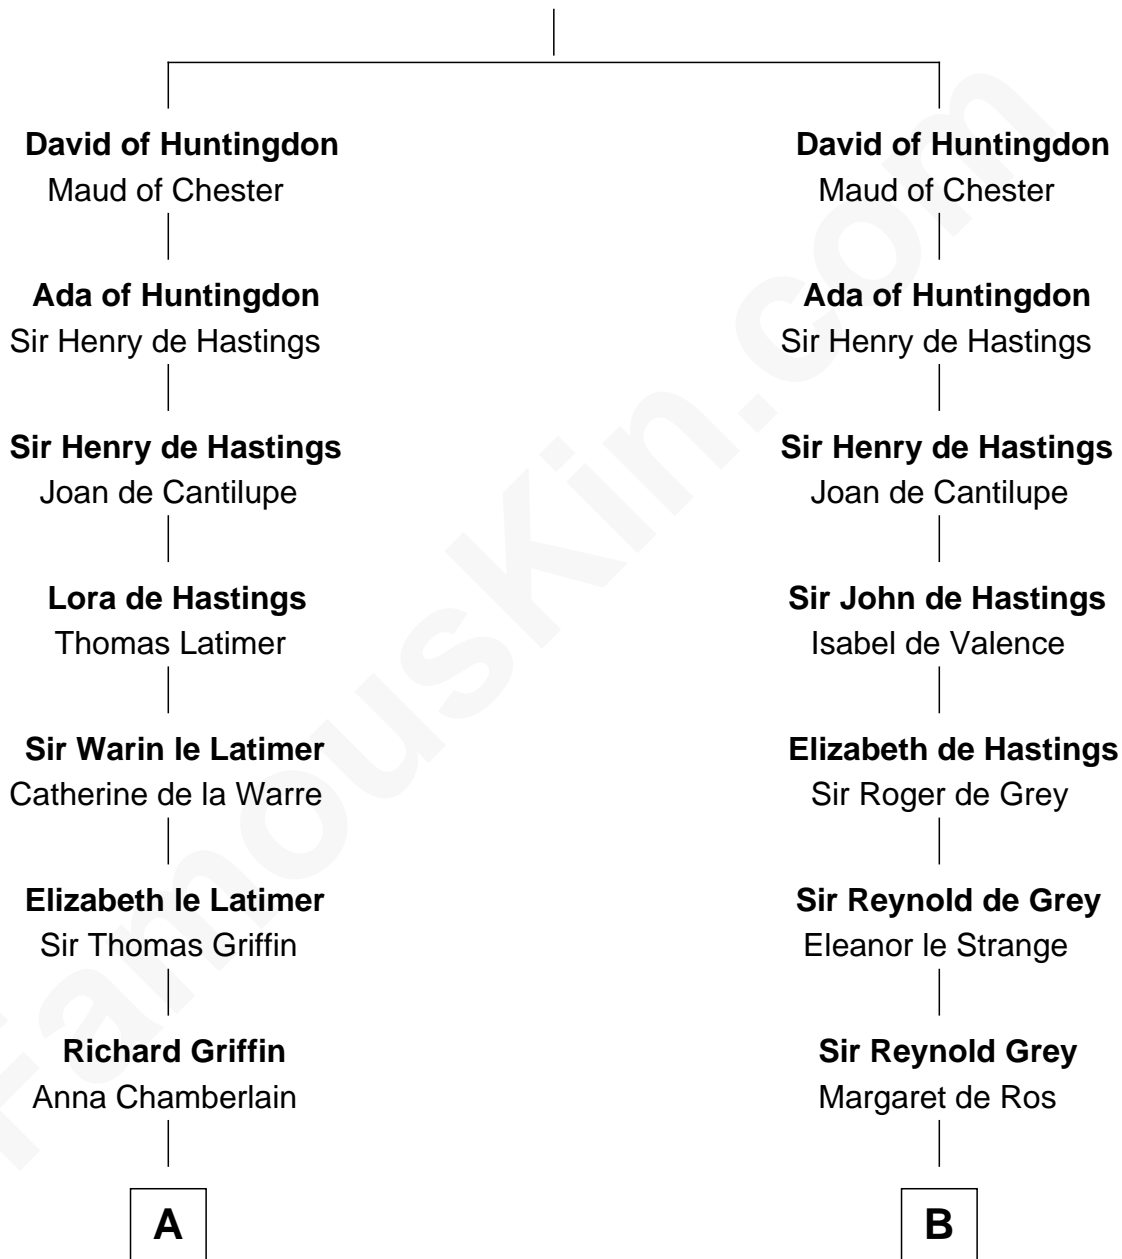 David of Huntingdon
Maud of Chester
Ada of Huntingdon
Sir Henry de Hastings
Sir Henry de Hastings
Joan de Cantilupe
Lora de Hastings
Thomas Latimer
Sir Warin le Latimer
Catherine de la Warre
Elizabeth le Latimer
Sir Thomas Griffin
Richard Griffin
Anna Chamberlain
A
David of Huntingdon
Maud of Chester
Ada of Huntingdon
Sir Henry de Hastings
Sir Henry de Hastings
Joan de Cantilupe
Sir John de Hastings
Isabel de Valence
Elizabeth de Hastings
Sir Roger de Grey
Sir Reynold de Grey
Eleanor le Strange
Sir Reynold Grey
Margaret de Ros
B
FamousKin.com